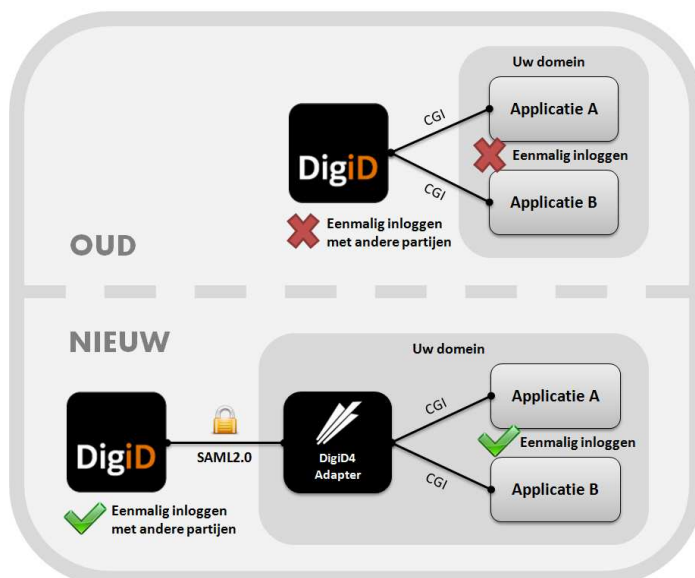 Uw domein
Applicatie A
CGI
DigiD
Eenmalig inloggen
CGI
Applicatie B
Eenmalig inloggen
met andere partijen
OUD
NIEUW
Uw domein
Applicatie A
CGI
DigiD
SAML2.0
DigiD4
Adapter
Eenmalig inloggen
CGI
Applicatie B
Eenmalig inloggen
met andere partijen